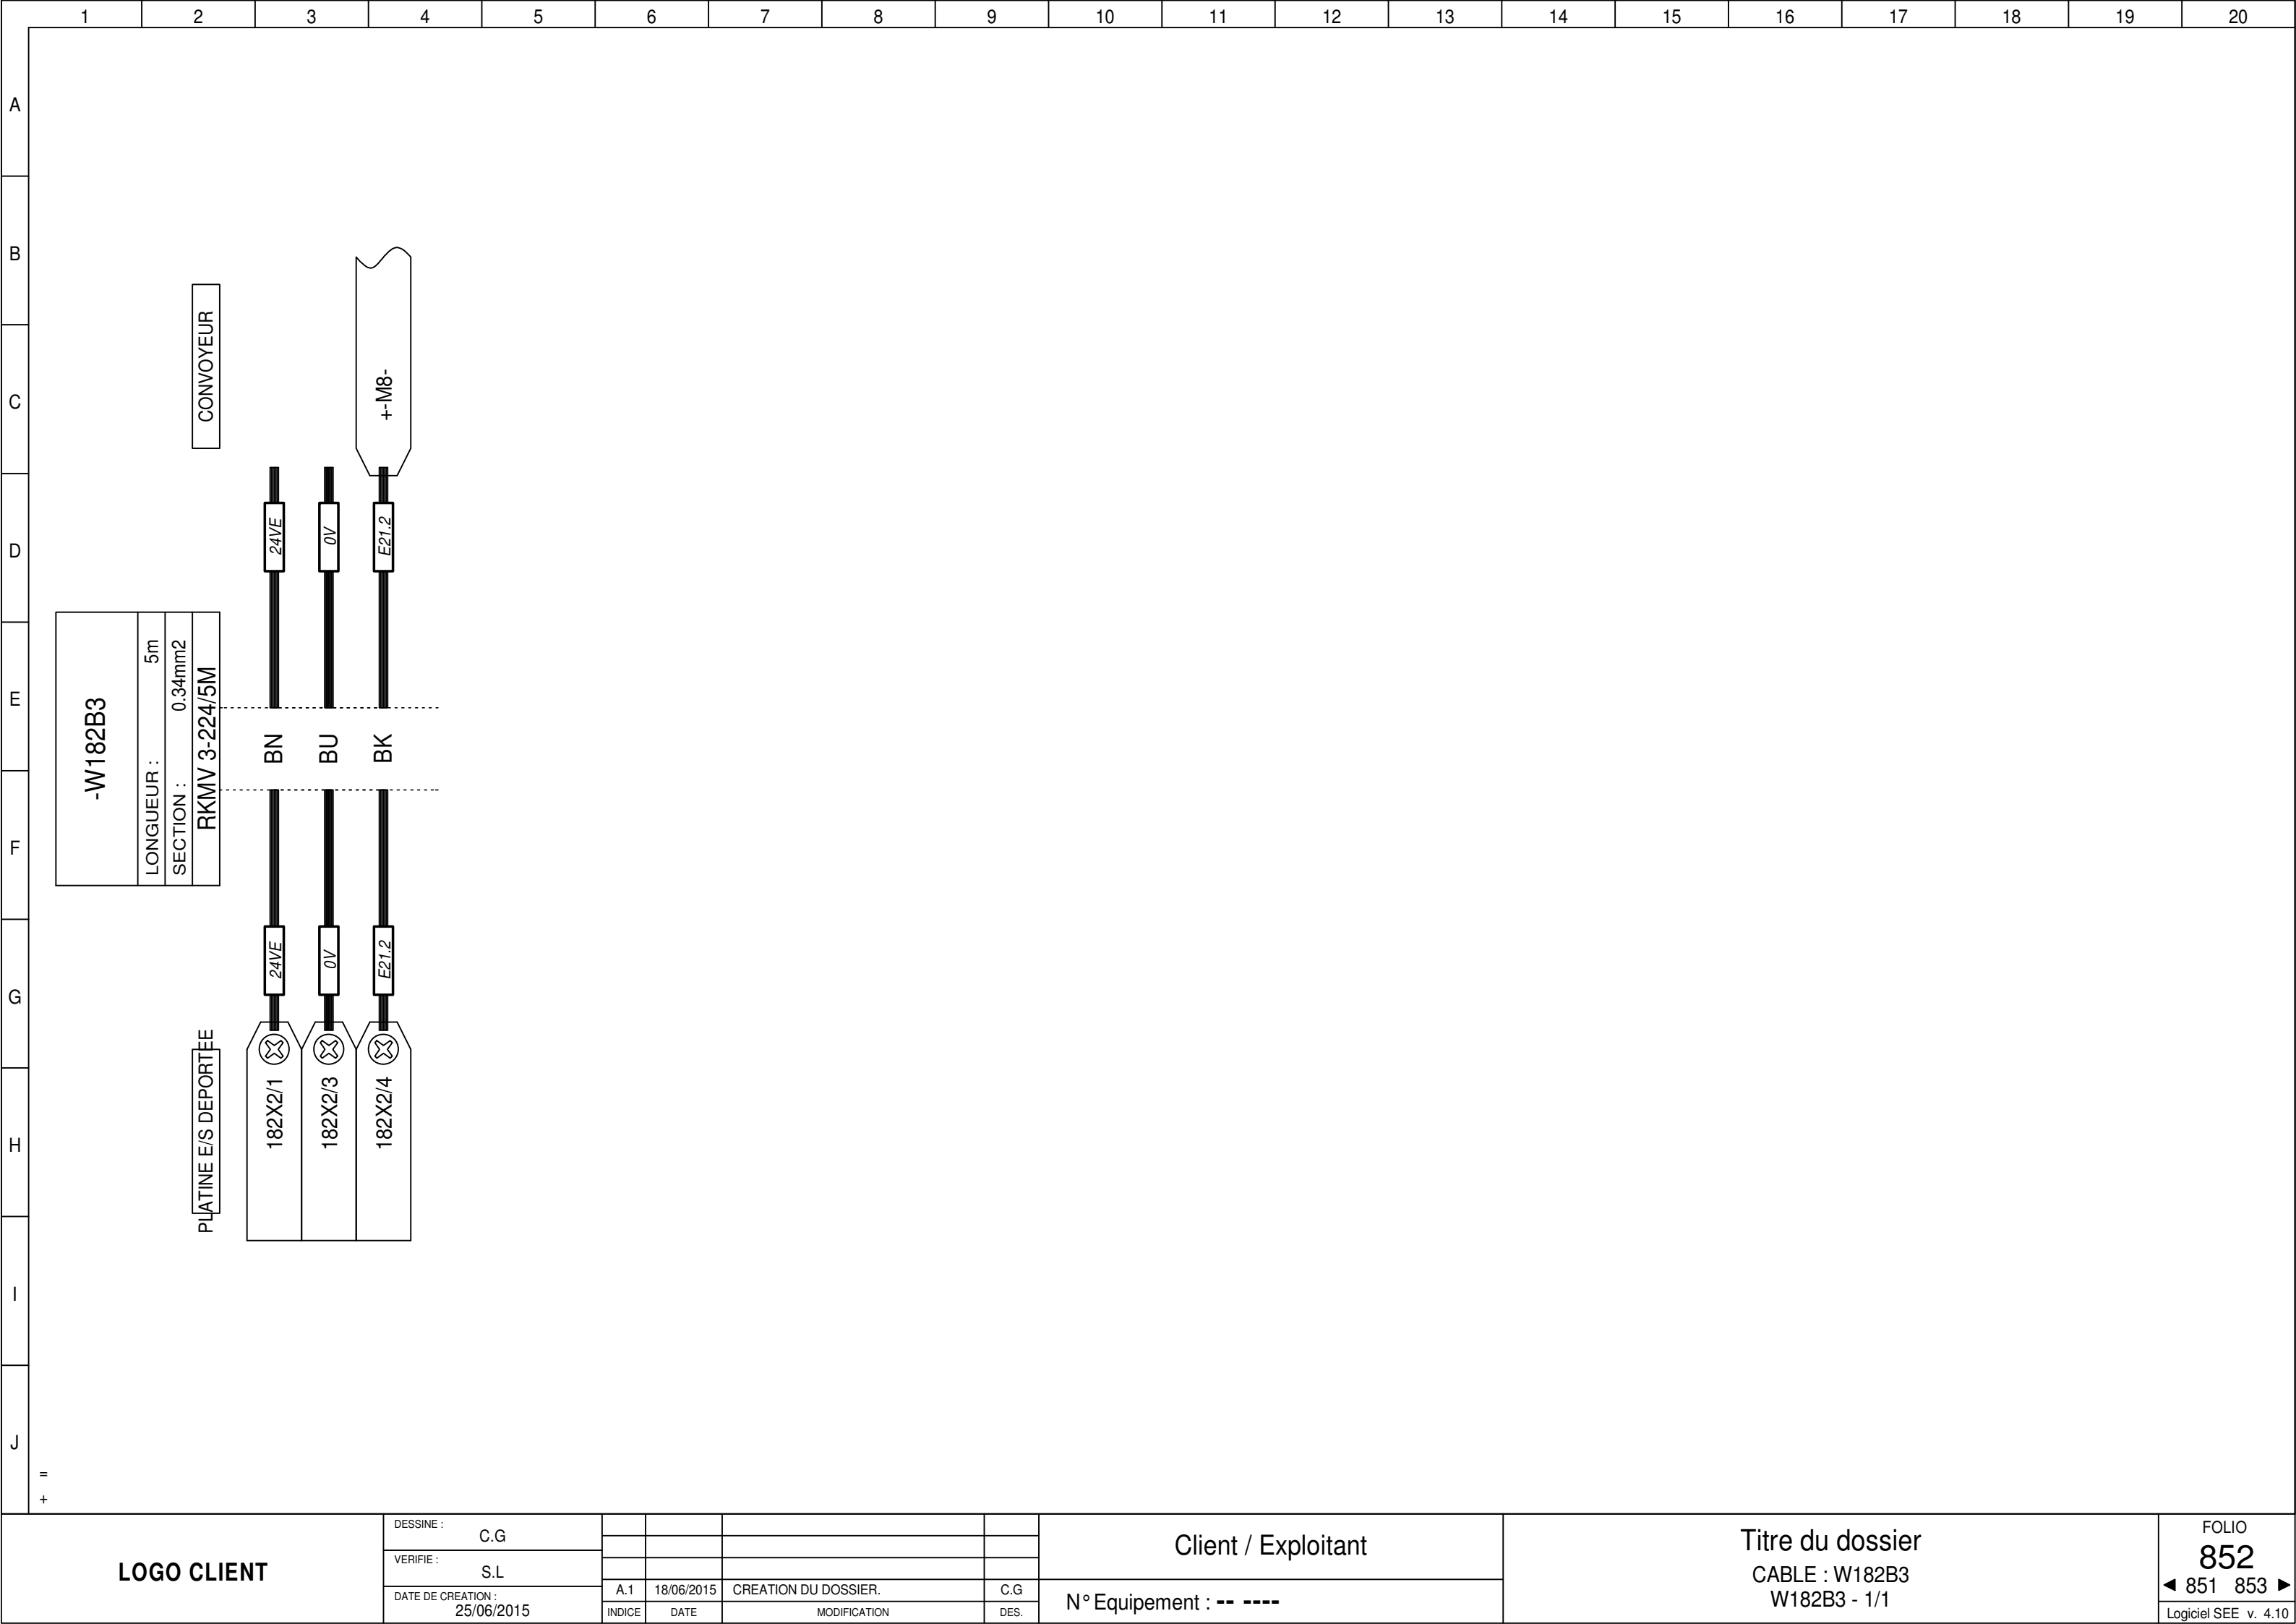 1 2 3 4 5 6 7 8 9 10 11 12 13 14 15 16 17 18 19 20
A
B
C
D
E
F
G
H
I
J
CONVOYEUR
+-M8-
24VE 0V E21.2
-W182B3
LONGUEUR : 5m
SECTION : 0.34mm2
RKMV 3-224/5M
BN BU BK
24VE 0V E21.2
PLATINE E/S DEPORTEE
182X2/1 182X2/3 182X2/4
=
+
LOGO CLIENT
DESSINE :
C.G
VERIFIE :
S.L
DATE DE CREATION :
25/06/2015
A.1 18/06/2015 CREATION DU DOSSIER. C.G
INDICE DATE MODIFICATION DES.
Client / Exploitant
N° Equipement : -- ----
Titre du dossier
CABLE : W182B3
W182B3 - 1/1
FOLIO
852
◄ 851 853 ►
Logiciel SEE v. 4.10